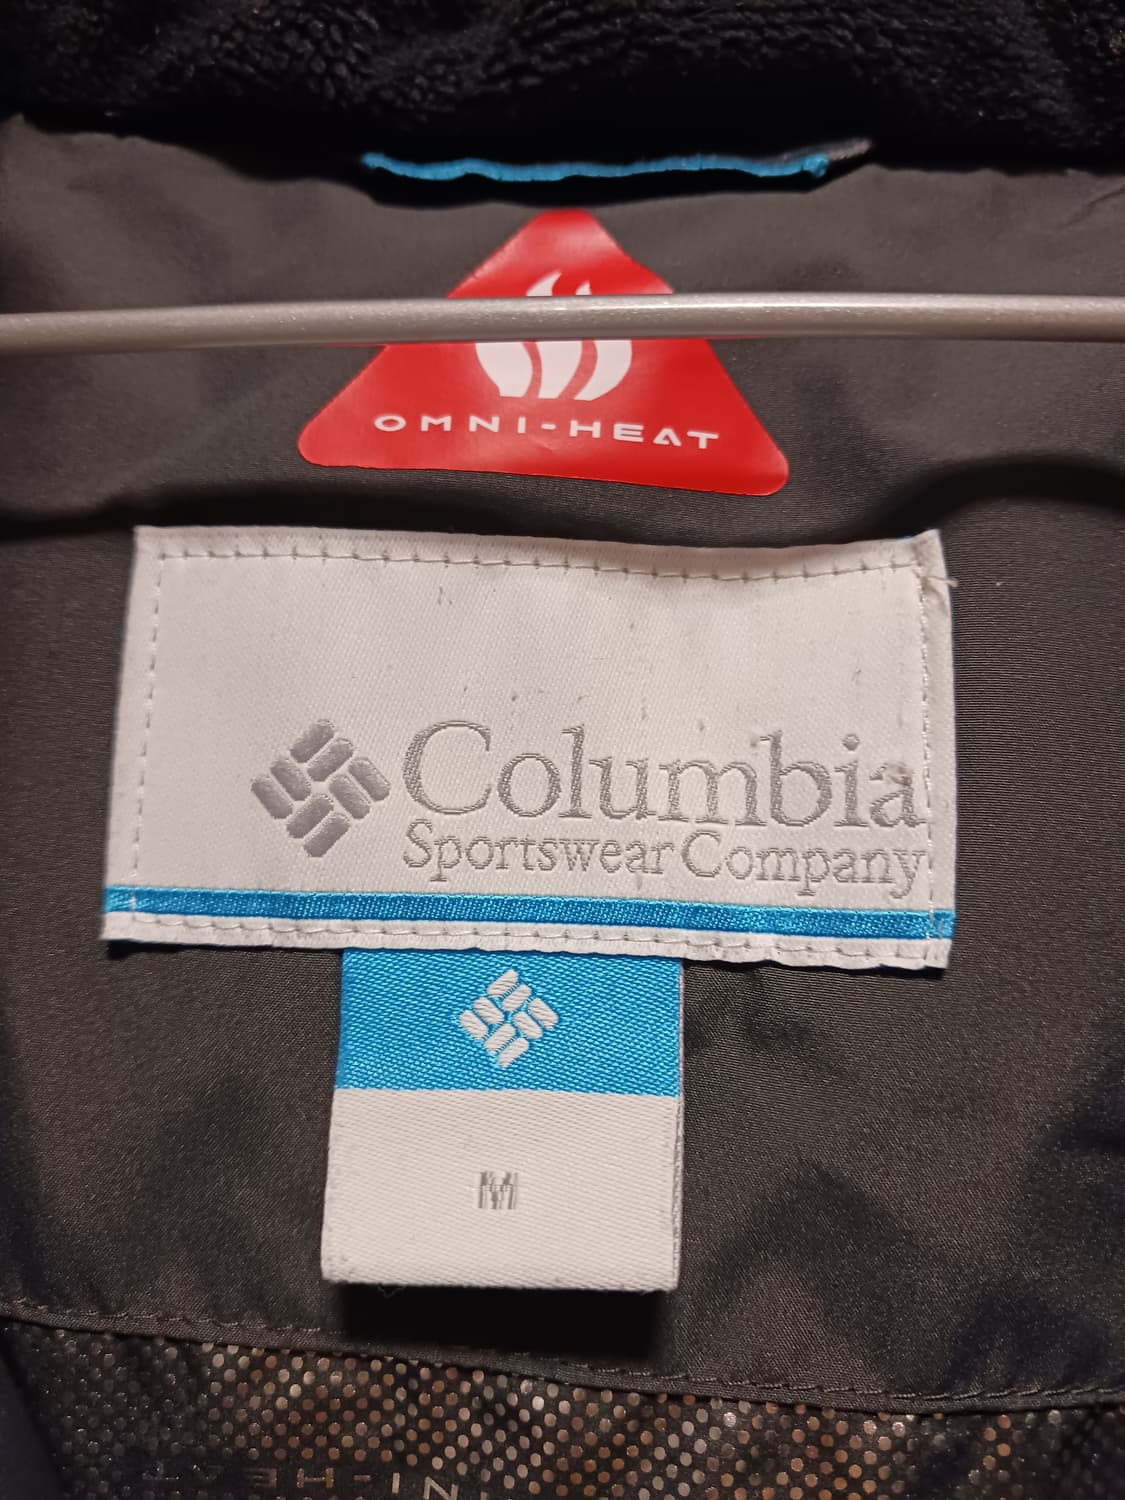 OMNI-HEAT
Columbia
Sportswear Company
M